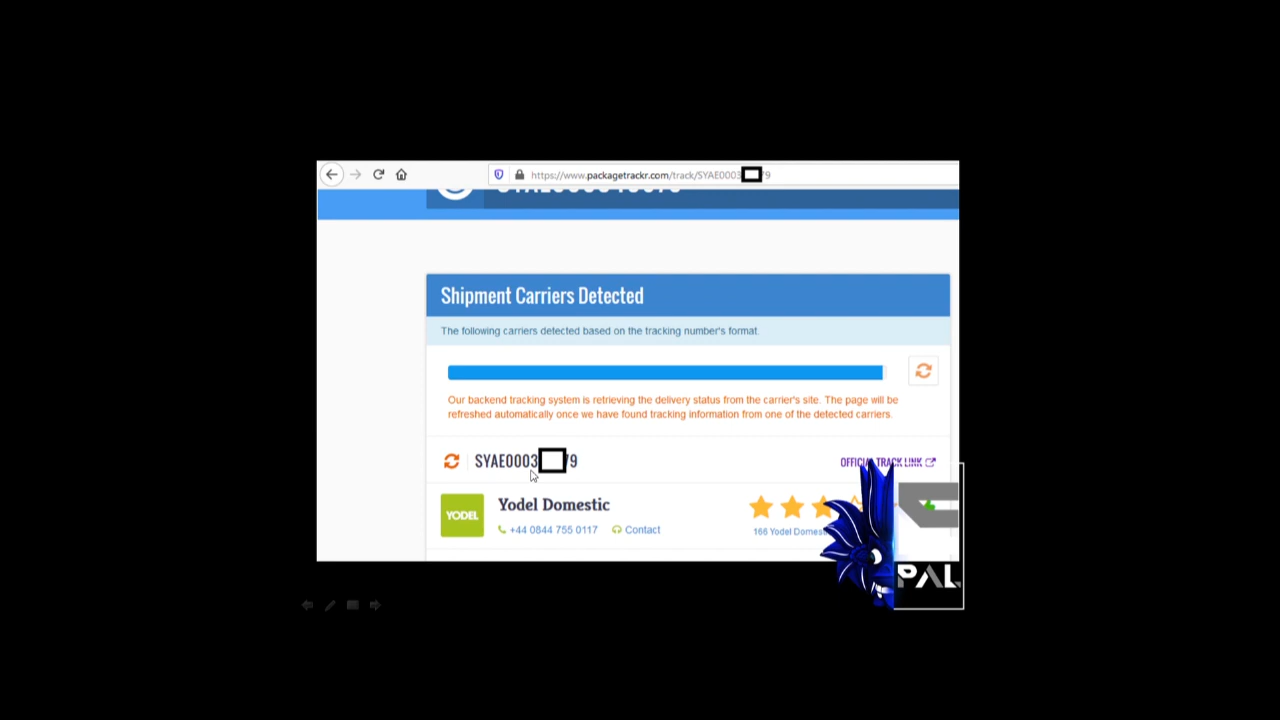 https://www.packagetrackr.com/track/SYAE0003 9
Shipment Carriers Detected
The following carriers detected based on the tracking number's format.
Our backend tracking system is retrieving the delivery status from the carrier's site. The page will be
refreshed automatically once we have found tracking information from one of the detected carriers.
SYAE0003 9
OFFICIAL TRACK LINK
YODEL
Yodel Domestic
+44 0844 755 0117 Contact
166 Yodel
PAL